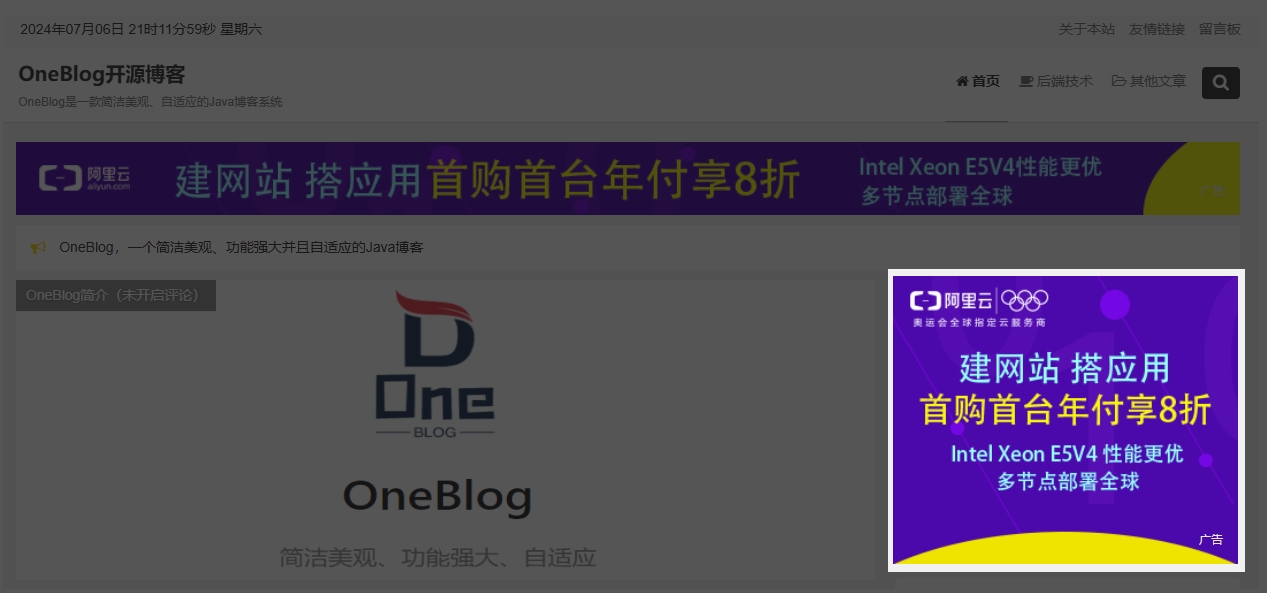 2024年07月06日 21时11分59秒 星期六
关于本站 友情链接 留言板
OneBlog开源博客
OneBlog是一款简洁美观、自适应的Java博客系统
首页 后端技术 其他文章
阿里云
aliyun.com
建网站 搭应用首购首台年付享8折
Intel Xeon E5V4性能更优
多节点部署全球
广告
OneBlog，一个简洁美观、功能强大并且自适应的Java博客
OneBlog简介（未开启评论）
D
One
BLOG
OneBlog
简洁美观、功能强大、自适应
阿里云
奥运会全球指定云服务商
建网站 搭应用
首购首台年付享8折
Intel Xeon E5V4 性能更优
多节点部署全球
广告